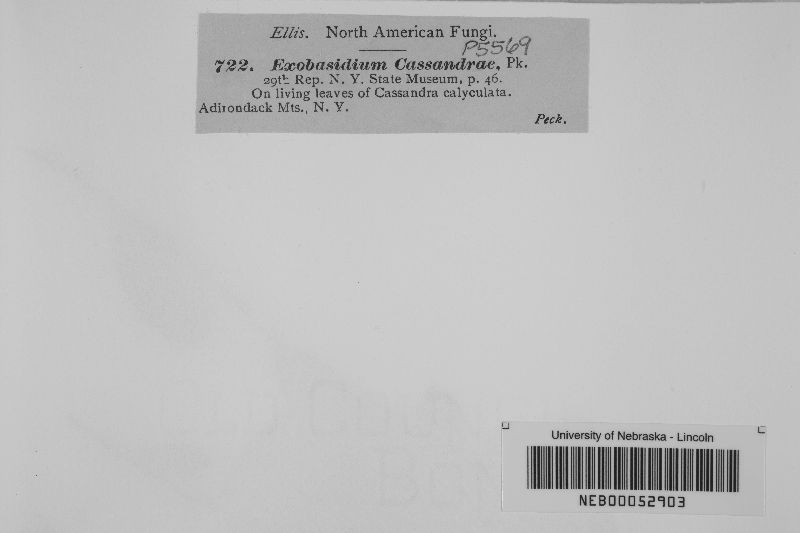 Ellis. North American Fungi.
P5569
722. Exobasidium Cassandrae, Pk.
29th Rep. N. Y. State Museum, p. 46.
On living leaves of Cassandra calyculata.
Adirondack Mts., N. Y.
Peck.
University of Nebraska - Lincoln
NEB00052903